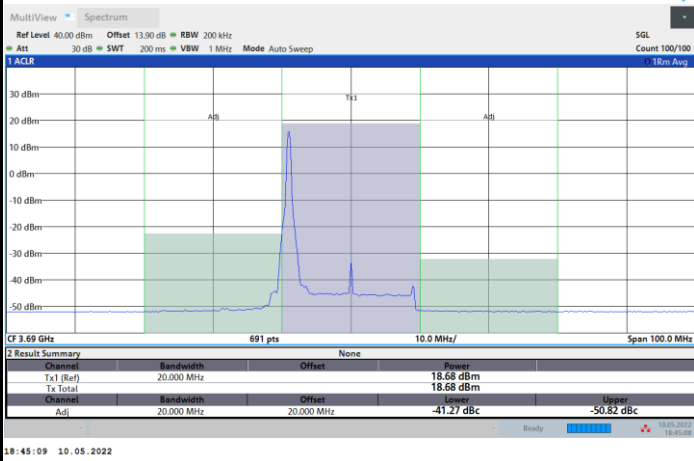 MultiView Spectrum
Ref Level 40.00 dBm Offset 13.90 dB RBW 200 kHz SGL
Att 30 dB SWT 200 ms VBW 1 MHz Mode Auto Sweep Count 100/100
1 ACLR 1Rm Avg
30 dBm
Tx1
20 dBm
Adj Adj
10 dBm
0 dBm
-10 dBm
-20 dBm
-30 dBm
-40 dBm
-50 dBm
CF 3.69 GHz 691 pts 10.0 MHz/ Span 100.0 MHz
2 Result Summary None
Channel Bandwidth Offset Power
Tx1 (Ref) 20.000 MHz 18.68 dBm
Tx Total 18.68 dBm
Channel Bandwidth Offset Lower Upper
Adj 20.000 MHz 20.000 MHz -41.27 dBc -50.82 dBc
Ready 10.05.2022
18:45:08
18:45:09 10.05.2022